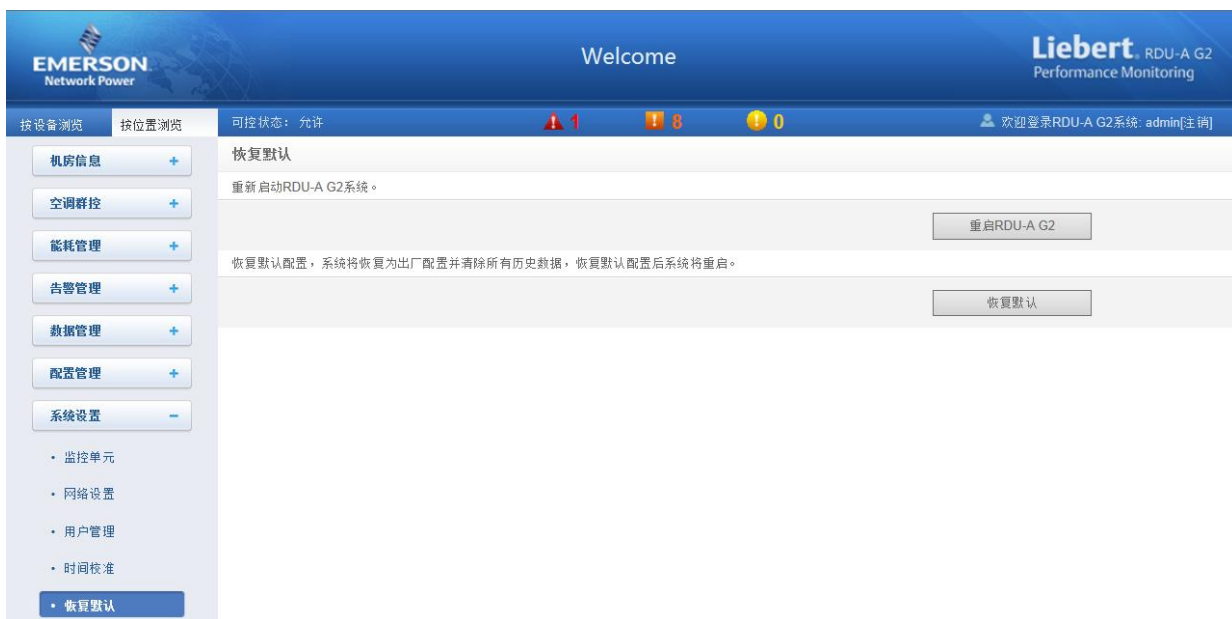 EMERSON
Network Power
Welcome
Liebert. RDU-A G2
Performance Monitoring
按设备浏览
按位置浏览
可控状态：允许
1
8
0
欢迎登录RDU-A G2系统: admin[注销]
机房信息 +
空调群控 +
能耗管理 +
告警管理 +
数据管理 +
配置管理 +
系统设置 −
• 监控单元
• 网络设置
• 用户管理
• 时间校准
• 恢复默认
恢复默认
重新启动RDU-A G2系统。
重启RDU-A G2
恢复默认配置，系统将恢复为出厂配置并清除所有历史数据，恢复默认配置后系统将重启。
恢复默认